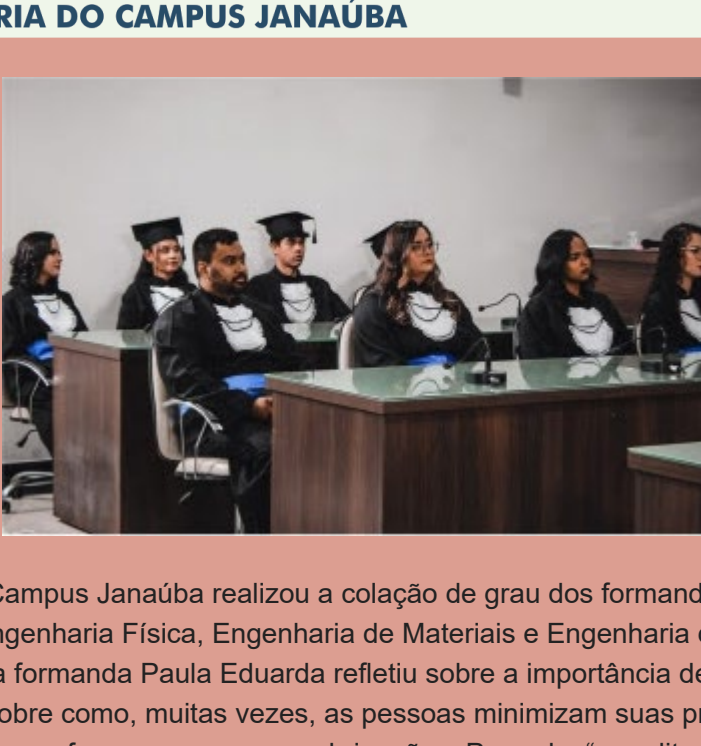 RIA DO CAMPUS JANAÚBA
Campus Janaúba realizou a colação de grau dos formand
ngenharia Física, Engenharia de Materiais e Engenharia
a formanda Paula Eduarda refletiu sobre a importância de
obre como, muitas vezes, as pessoas minimizam suas pr